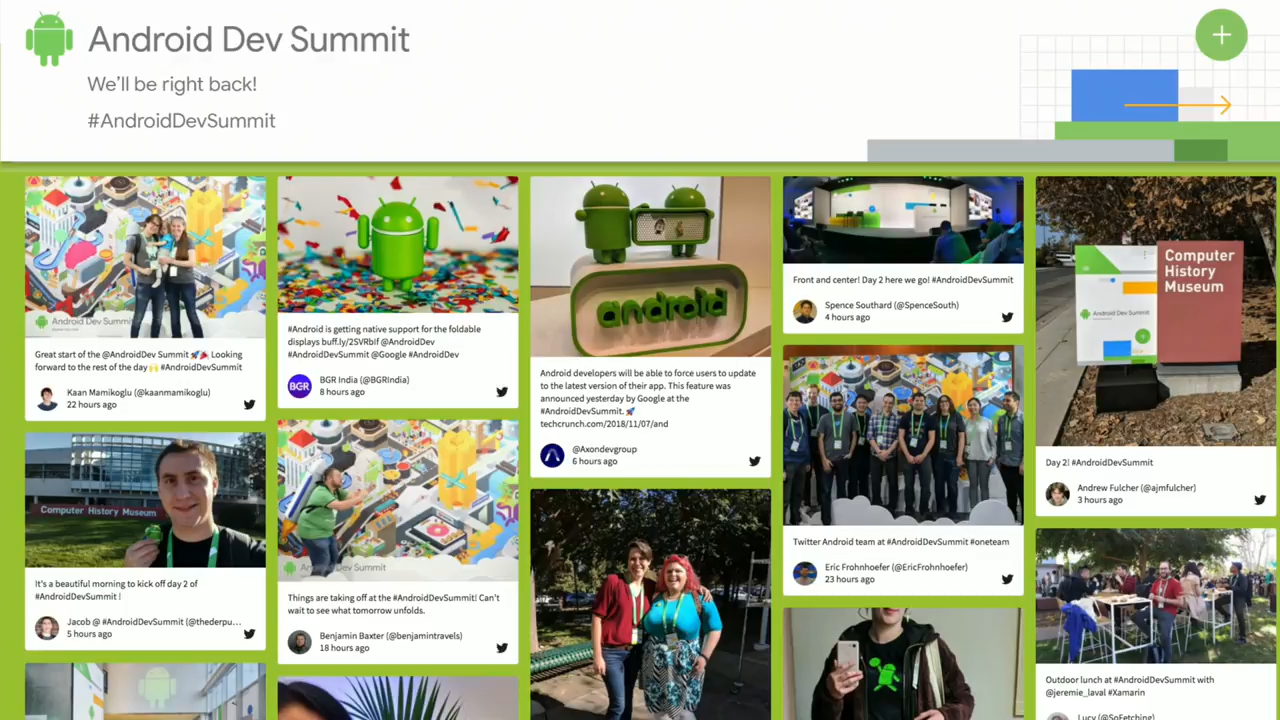 Android Dev Summit
We'll be right back!
#AndroidDevSummit
Android Dev Summit
Great start of the @AndroidDev Summit 🚀🎉 Looking
forward to the rest of the day 🙌 #AndroidDevSummit
Kaan Mamikoglu (@kaanmamikoglu)
22 hours ago
Computer History Museum
It's a beautiful morning to kick off day 2 of
#AndroidDevSummit !
Jacob @ #AndroidDevSummit (@thederpu...
5 hours ago
#Android is getting native support for the foldable
displays buff.ly/2SVRbIf @AndroidDev
#AndroidDevSummit @Google #AndroidDev
BGR
BGR India (@BGRIndia)
8 hours ago
Android Dev Summit
Things are taking off at the #AndroidDevSummit! Can't
wait to see what tomorrow unfolds.
Benjamin Baxter (@benjamintravels)
18 hours ago
android
Android developers will be able to force users to update
to the latest version of their app. This feature was
announced yesterday by Google at the
#AndroidDevSummit. 🚀
techcrunch.com/2018/11/07/and
@Axondevgroup
6 hours ago
Front and center! Day 2 here we go! #AndroidDevSummit
Spence Southard (@SpenceSouth)
4 hours ago
Twitter Android team at #AndroidDevSummit #oneteam
Eric Frohnhoefer (@EricFrohnhoefer)
23 hours ago
Computer
History
Museum
Android Dev Summit
Day 2! #AndroidDevSummit
Andrew Fulcher (@ajmfulcher)
3 hours ago
Outdoor lunch at #AndroidDevSummit with
@jeremie_laval #Xamarin
Lucy (@SoFetching)